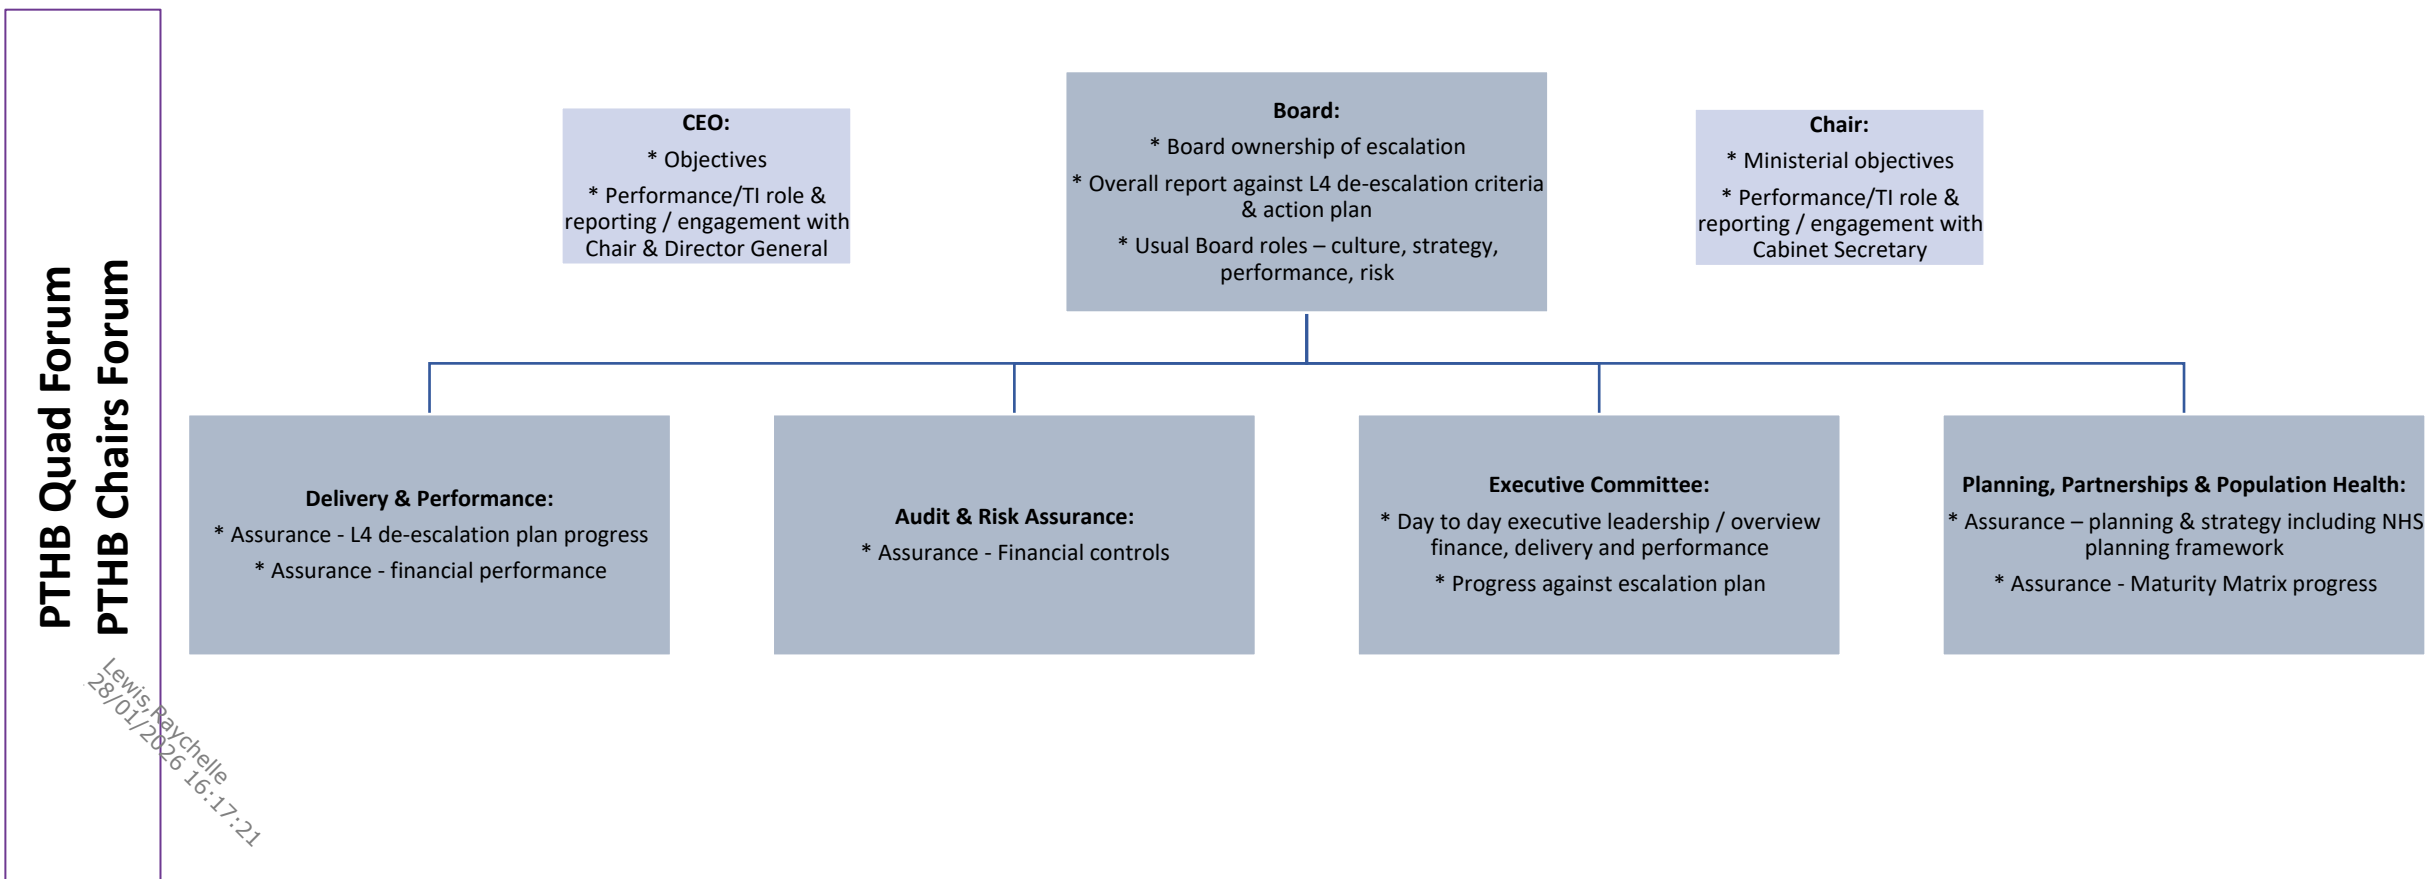 PTHB Quad Forum
PTHB Chairs Forum
CEO:
* Objectives
* Performance/TI role &
reporting / engagement with
Chair & Director General
Board:
* Board ownership of escalation
* Overall report against L4 de-escalation criteria
& action plan
* Usual Board roles – culture, strategy,
performance, risk
Chair:
* Ministerial objectives
* Performance/TI role &
reporting / engagement with
Cabinet Secretary
Delivery & Performance:
* Assurance - L4 de-escalation plan progress
* Assurance - financial performance
Audit & Risk Assurance:
* Assurance - Financial controls
Executive Committee:
* Day to day executive leadership / overview
finance, delivery and performance
* Progress against escalation plan
Planning, Partnerships & Population Health:
* Assurance – planning & strategy including NHS
planning framework
* Assurance - Maturity Matrix progress
Lewis,Raychelle
28/01/2026 16:17:21